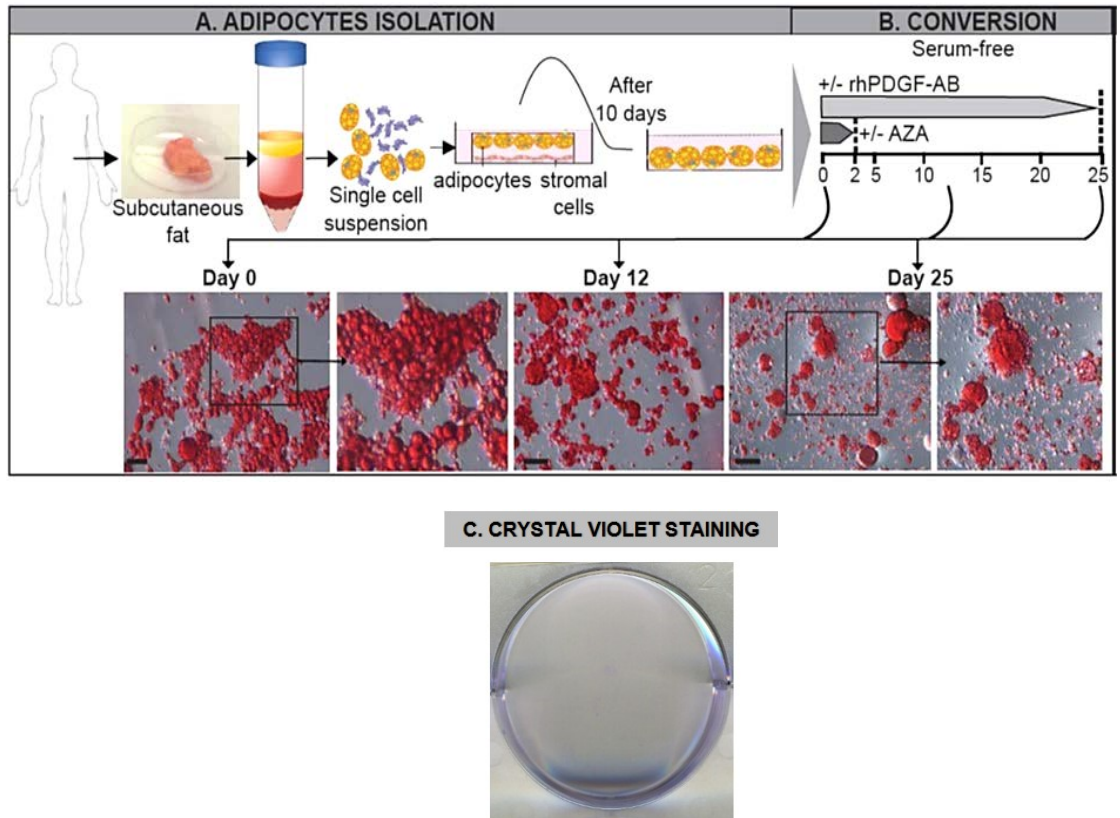 A. ADIPOCYTES ISOLATION
B. CONVERSION
Subcutaneous
fat
Single cell
suspension
adipocytes stromal
cells
After
10 days
Serum-free
+/- rhPDGF-AB
+/- AZA
0 2 5 10 15 20 25
Day 0
Day 12
Day 25
C. CRYSTAL VIOLET STAINING